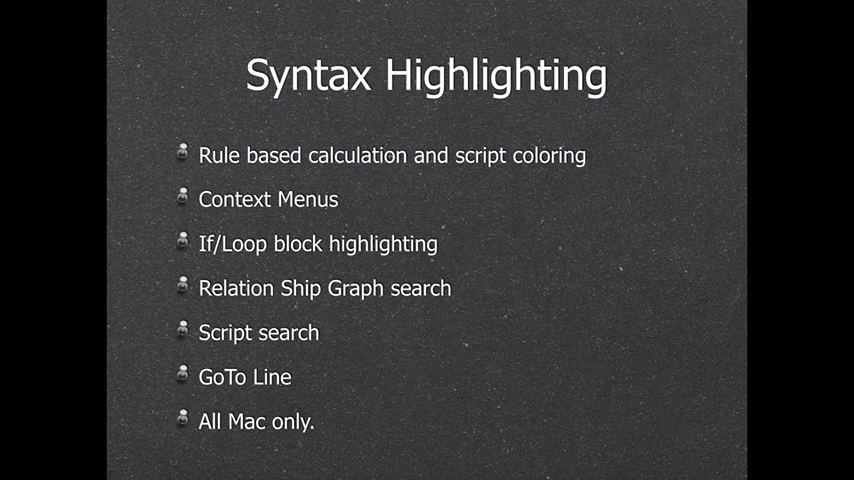 Syntax Highlighting
Rule based calculation and script coloring
Context Menus
If/Loop block highlighting
Relation Ship Graph search
Script search
GoTo Line
All Mac only.